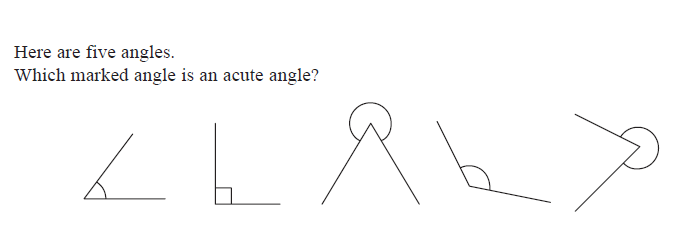 Here are five angles.
Which marked angle is an acute angle?